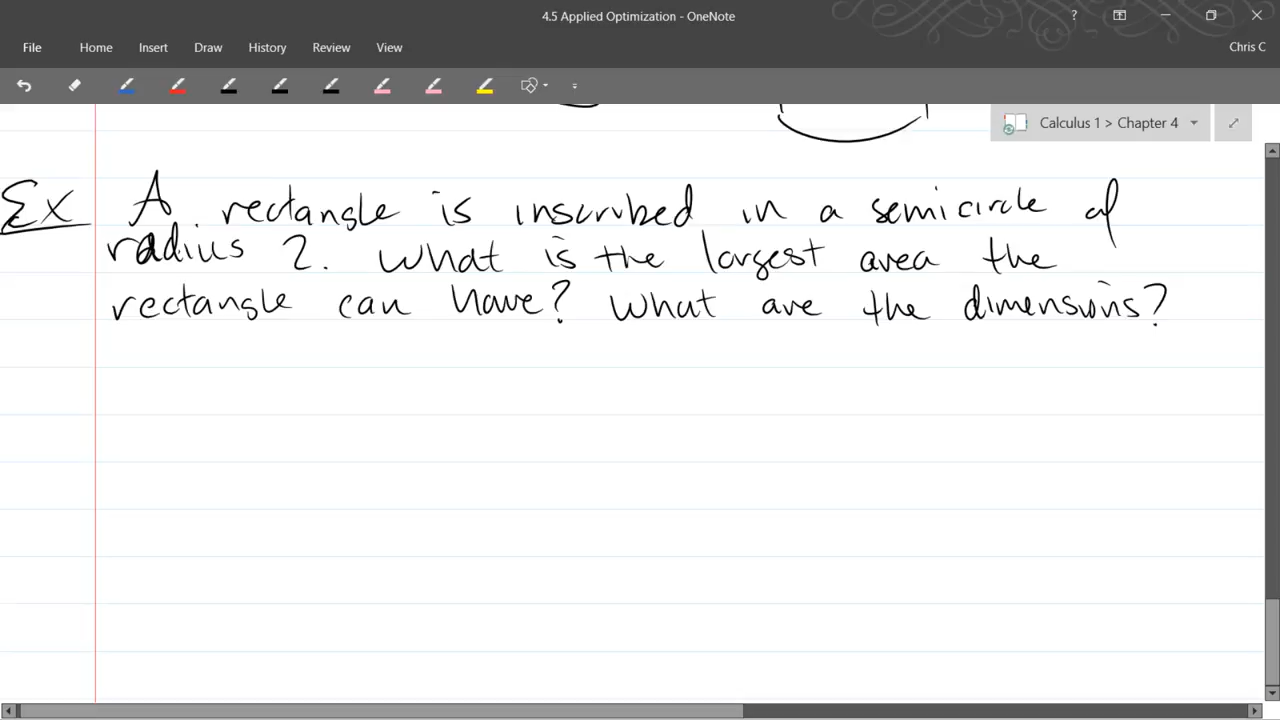 4.5 Applied Optimization - OneNote
?
File Home Insert Draw History Review View Chris C
Calculus 1 > Chapter 4
Ex A rectangle is inscribed in a semicircle of
radius 2. What is the largest area the
rectangle can have? What are the dimensions?